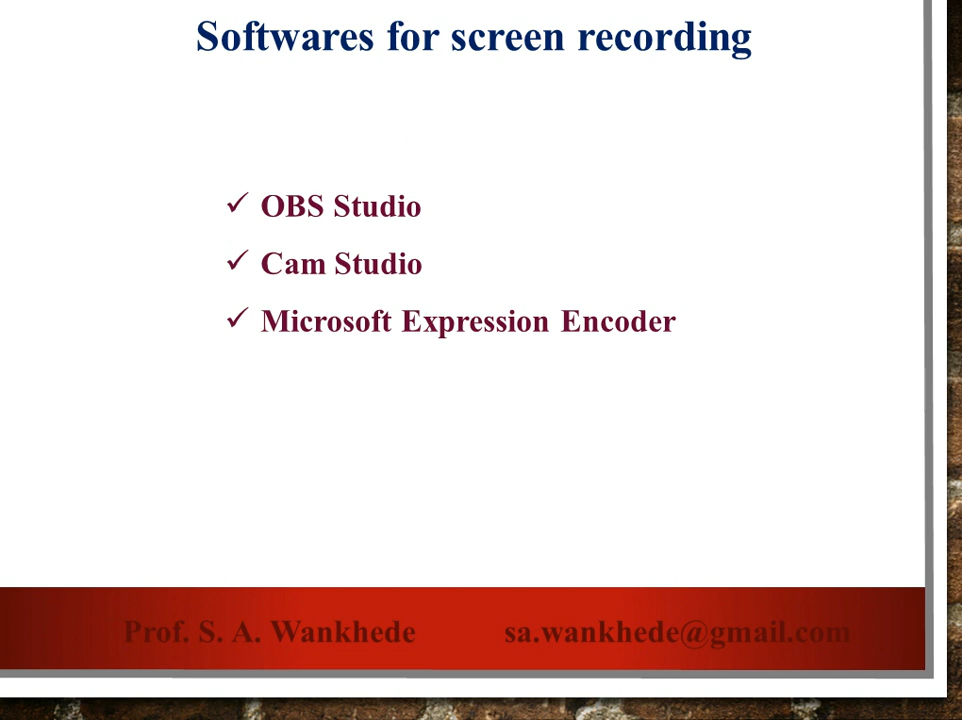 Softwares for screen recording
✓ OBS Studio
✓ Cam Studio
✓ Microsoft Expression Encoder
Prof. S. A. Wankhede sa.wankhede@gmail.com